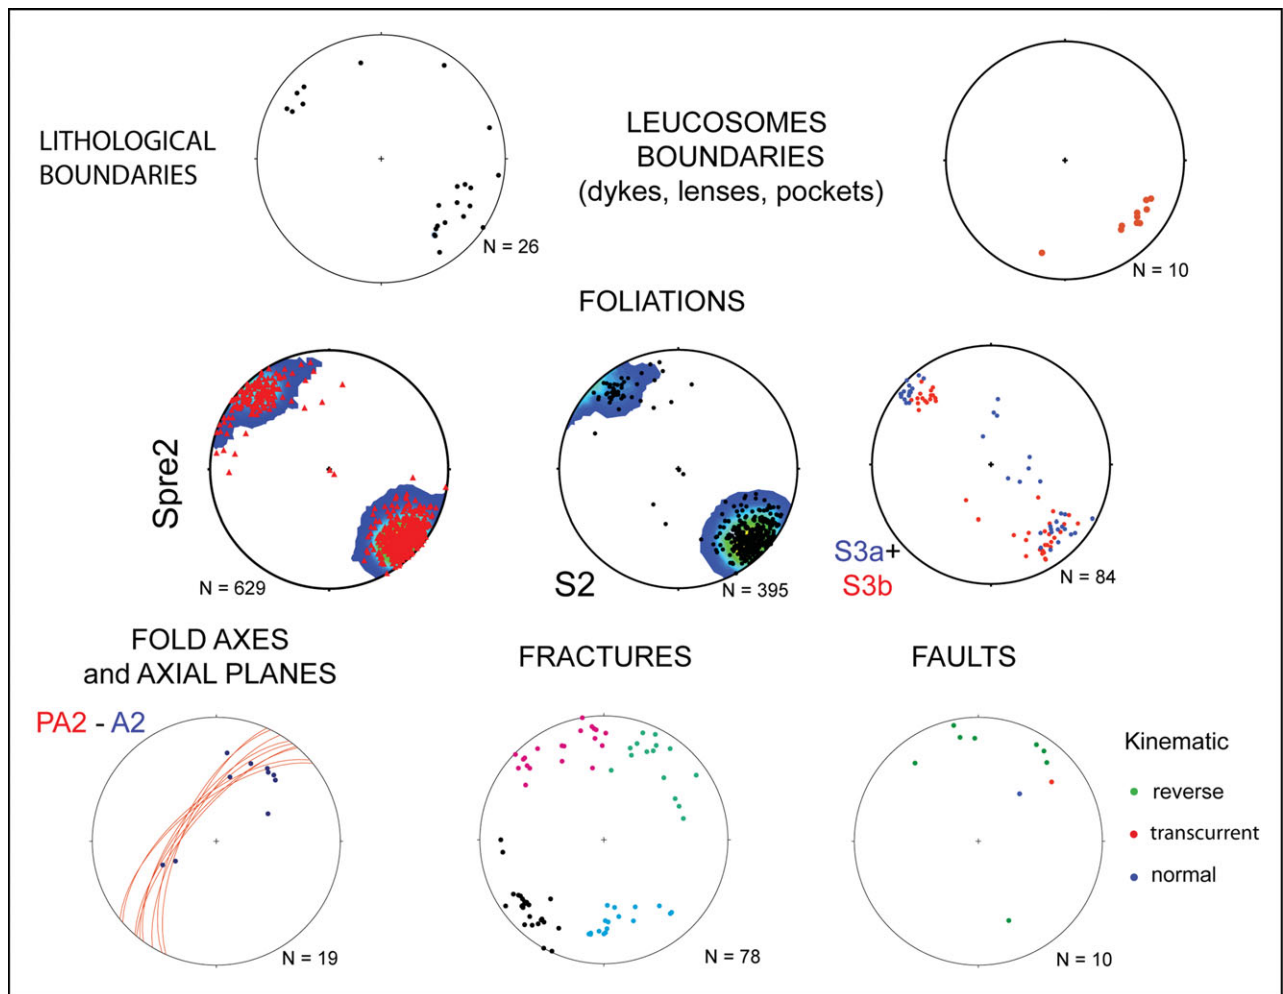 LITHOLOGICAL
BOUNDARIES
N = 26
LEUCOSOMES
BOUNDARIES
(dykes, lenses, pockets)
N = 10
FOLIATIONS
Spre2
N = 629
S2
N = 395
S3a+
S3b
N = 84
FOLD AXES
and AXIAL PLANES
PA2 - A2
N = 19
FRACTURES
N = 78
FAULTS
N = 10
Kinematic
reverse
transcurrent
normal